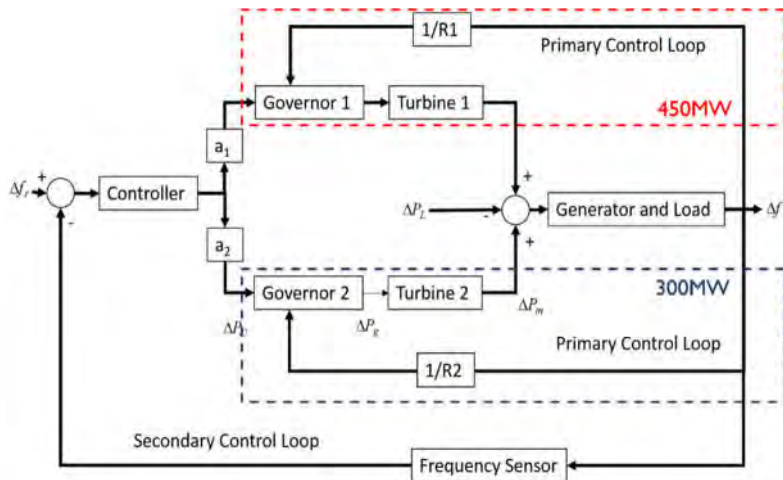 1/R1
Primary Control Loop
Governor 1
Turbine 1
450MW
a1
+
+
Δfr
Controller
ΔPL
-
Generator and Load
Δf
-
+
a2
300MW
Governor 2
Turbine 2
ΔPg
ΔPm
Primary Control Loop
1/R2
Secondary Control Loop
Frequency Sensor